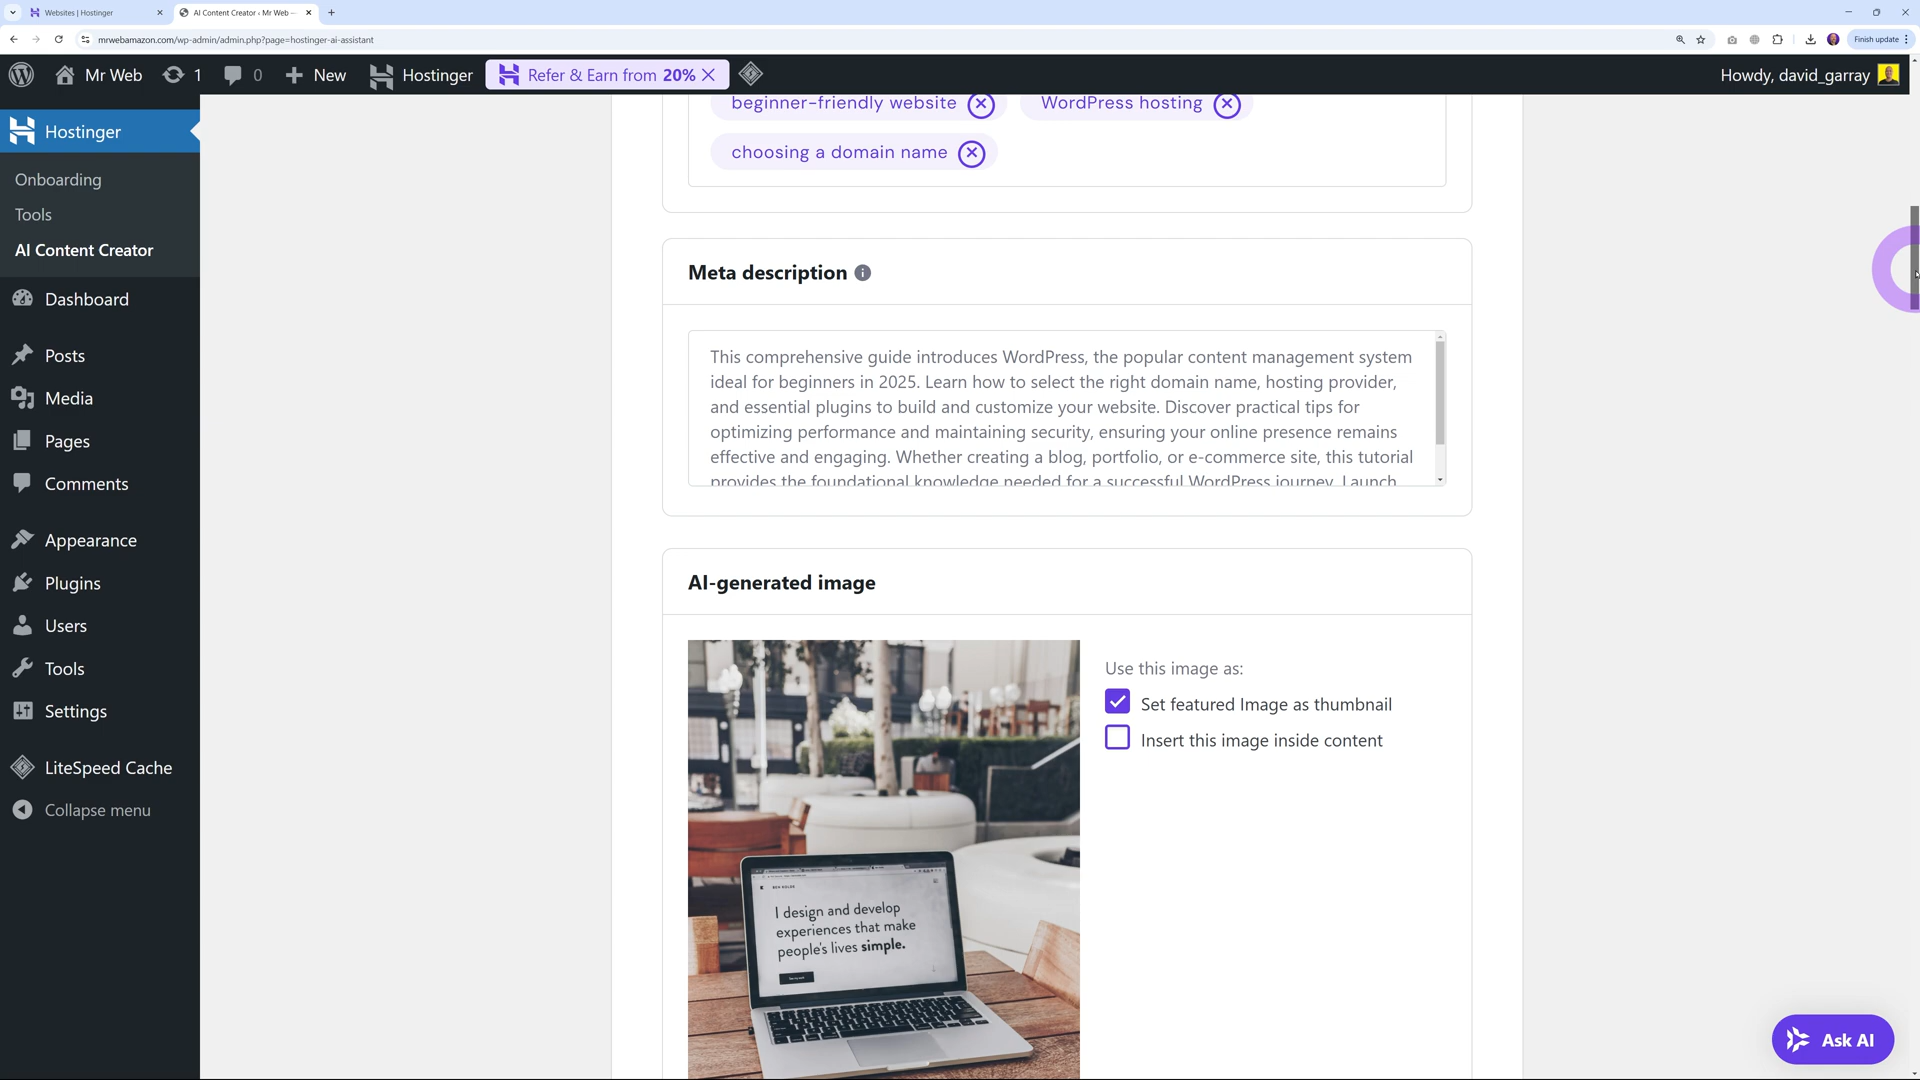 Websites | Hostinger
AI Content Creator ‹ Mr Web —
mrwebamazon.com/wp-admin/admin.php?page=hostinger-ai-assistant
Finish update
Mr Web
1
0
New
Hostinger
Refer & Earn from 20%
Howdy, david_garray
Hostinger
Onboarding
Tools
AI Content Creator
Dashboard
Posts
Media
Pages
Comments
Appearance
Plugins
Users
Tools
Settings
LiteSpeed Cache
Collapse menu
beginner-friendly website
WordPress hosting
choosing a domain name
Meta description
This comprehensive guide introduces WordPress, the popular content management system
ideal for beginners in 2025. Learn how to select the right domain name, hosting provider,
and essential plugins to build and customize your website. Discover practical tips for
optimizing performance and maintaining security, ensuring your online presence remains
effective and engaging. Whether creating a blog, portfolio, or e-commerce site, this tutorial
provides the foundational knowledge needed for a successful WordPress journey. Launch
AI-generated image
Use this image as:
Set featured Image as thumbnail
Insert this image inside content
I design and develop
experiences that make
people's lives simple.
Ask AI